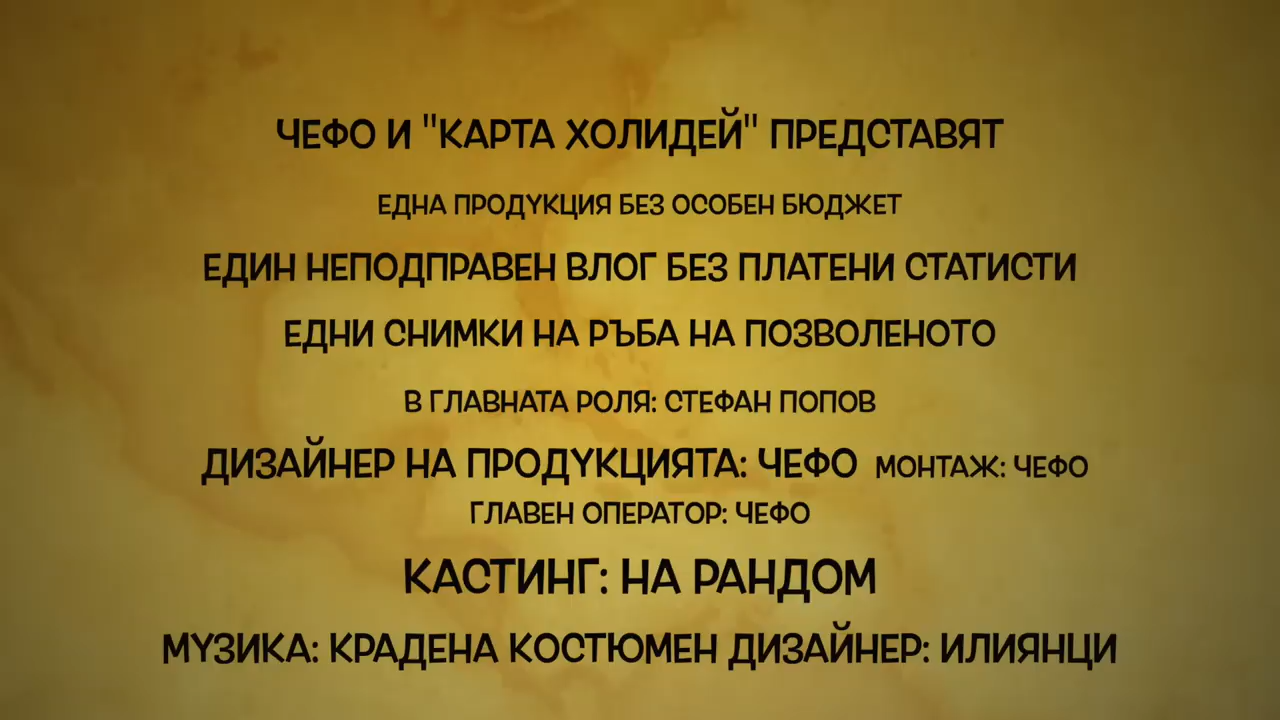 ЧЕФО И "КАРТА ХОЛИДЕЙ" ПРЕДСТАВЯТ
ЕДНА ПРОДУКЦИЯ БЕЗ ОСОБЕН БЮДЖЕТ
ЕДИН НЕПОДПРАВЕН ВЛОГ БЕЗ ПЛАТЕНИ СТАТИСТИ
ЕДНИ СНИМКИ НА РЪБА НА ПОЗВОЛЕНОТО
В ГЛАВНАТА РОЛЯ: СТЕФАН ПОПОВ
ДИЗАЙНЕР НА ПРОДУКЦИЯТА: ЧЕФО МОНТАЖ: ЧЕФО
ГЛАВЕН ОПЕРАТОР: ЧЕФО
КАСТИНГ: НА РАНДОМ
МУЗИКА: КРАДЕНА КОСТЮМЕН ДИЗАЙНЕР: ИЛИЯНЦИ